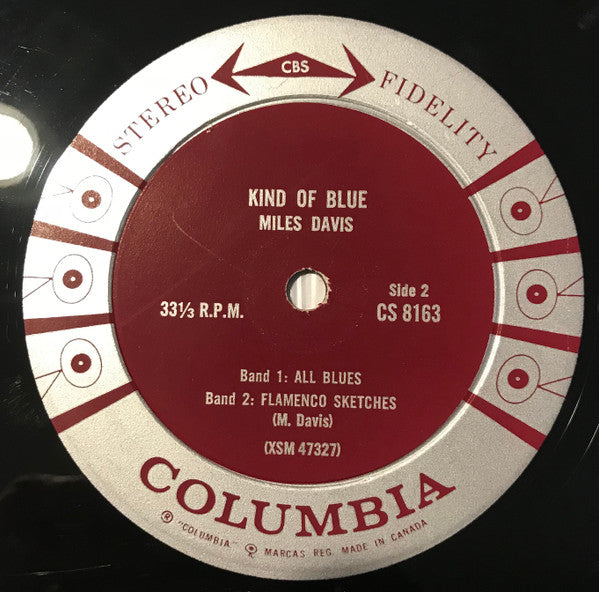 STEREO CBS FIDELITY
KIND OF BLUE
MILES DAVIS
33⅓ R.P.M.
Side 2
CS 8163
Band 1: ALL BLUES
Band 2: FLAMENCO SKETCHES
(M. Davis)
(XSM 47327)
COLUMBIA
® "COLUMBIA" MARCAS REG. MADE IN CANADA